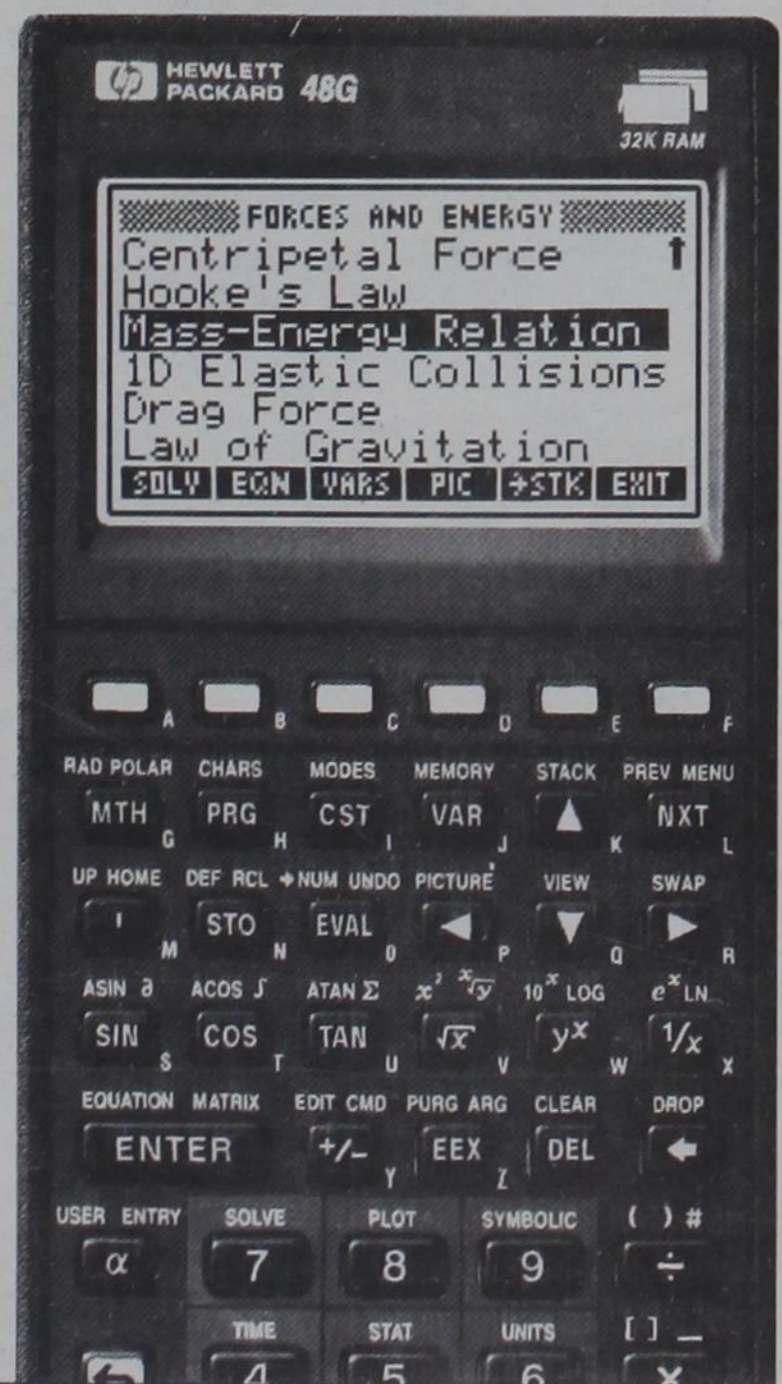 hp HEWLETT PACKARD 48G
32K RAM
FORCES AND ENERGY
Centripetal Force ↑
Hooke's Law
Mass-Energy Relation
1D Elastic Collisions
Drag Force
Law of Gravitation
SOLV EQN VARS PIC →STK EXIT
A B C D E F
RAD POLAR CHARS MODES MEMORY STACK PREV MENU
MTH G PRG H CST I VAR J ▲ K NXT L
UP HOME DEF RCL →NUM UNDO PICTURE VIEW SWAP
' M STO N EVAL O ◀ P ▼ Q ▶ R
ASIN ∂ ACOS ∫ ATAN Σ x² ˣ√y 10ˣ LOG eˣ LN
SIN S COS T TAN U √x V yˣ W 1/x X
EQUATION MATRIX EDIT CMD PURG ARG CLEAR DROP
ENTER +/- Y EEX Z DEL ←
USER ENTRY SOLVE PLOT SYMBOLIC ( ) #
α 7 8 9 ÷
TIME STAT UNITS [ ] _
4 5 6 ×